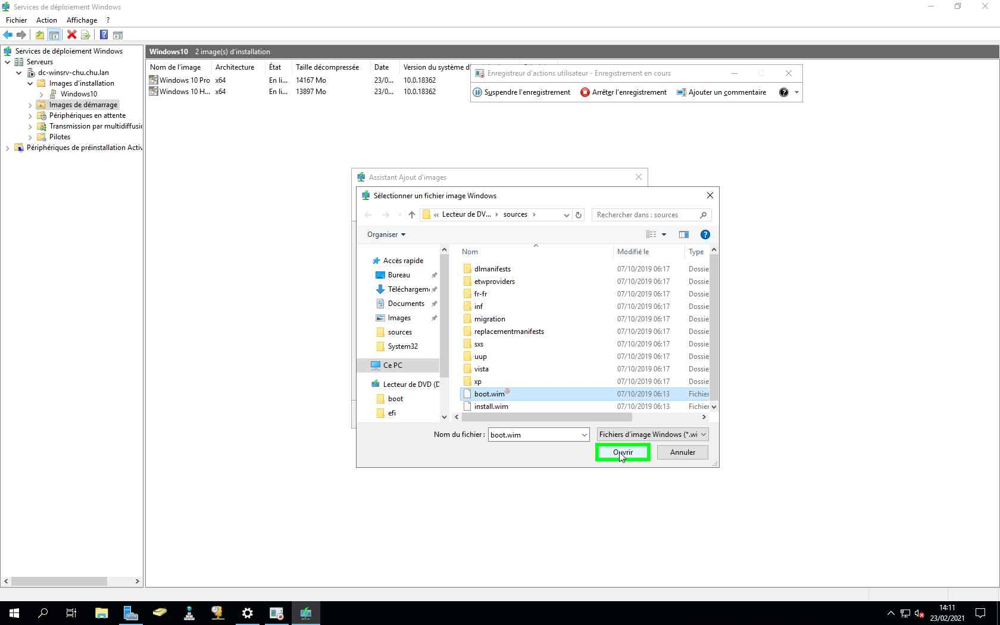 Services de déploiement Windows
Fichier Action Affichage ?
Services de déploiement Windows
Serveurs
dc-winsrv-chu.chu.lan
Images d'installation
Windows10
Images de démarrage
Périphériques en attente
Transmission par multidiffusio
Pilotes
Périphériques de préinstallation Activ
Windows10 2 image(s) d'installation
Nom de l'image Architecture État Taille décompressée Date Version du système d
Windows 10 Pro x64 En li... 14167 Mo 23/0... 10.0.18362
Windows 10 H... x64 En li... 13897 Mo 23/0... 10.0.18362
Enregistreur d'actions utilisateur - Enregistrement en cours
Suspendre l'enregistrement Arrêter l'enregistrement Ajouter un commentaire
Assistant Ajout d'images
Sélectionner un fichier image Windows
« Lecteur de DV... › sources ›
Rechercher dans : sources
Organiser
Accès rapide
Bureau
Téléchargem
Documents
Images
sources
System32
Ce PC
Lecteur de DVD (D
boot
efi
Nom Modifié le Type
dlmanifests 07/10/2019 06:17 Dossie
etwproviders 07/10/2019 06:17 Dossie
fr-fr 07/10/2019 06:17 Dossie
inf 07/10/2019 06:17 Dossie
migration 07/10/2019 06:17 Dossie
replacementmanifests 07/10/2019 06:17 Dossie
sxs 07/10/2019 06:17 Dossie
uup 07/10/2019 06:17 Dossie
vista 07/10/2019 06:17 Dossie
xp 07/10/2019 06:17 Dossie
boot.wim 07/10/2019 06:13 Fichier
install.wim 07/10/2019 06:13 Fichier
Nom du fichier : boot.wim Fichiers d'image Windows (*.wi
Ouvrir Annuler
14:11
23/02/2021